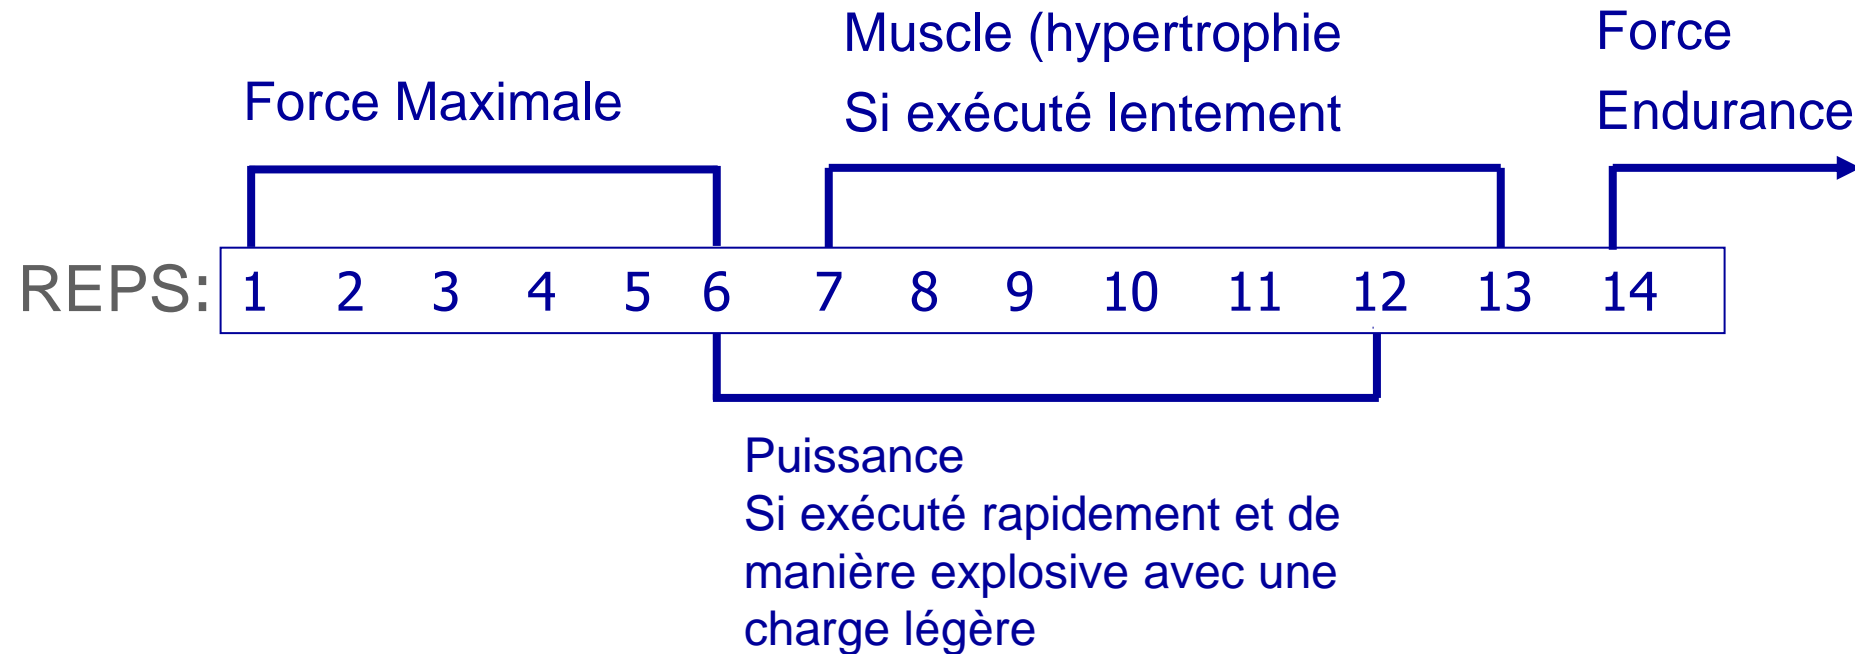 Muscle (hypertrophie
Si exécuté lentement
Force
Endurance
Force Maximale
REPS: 1 2 3 4 5 6 7 8 9 10 11 12 13 14
Puissance
Si exécuté rapidement et de
manière explosive avec une
charge légère